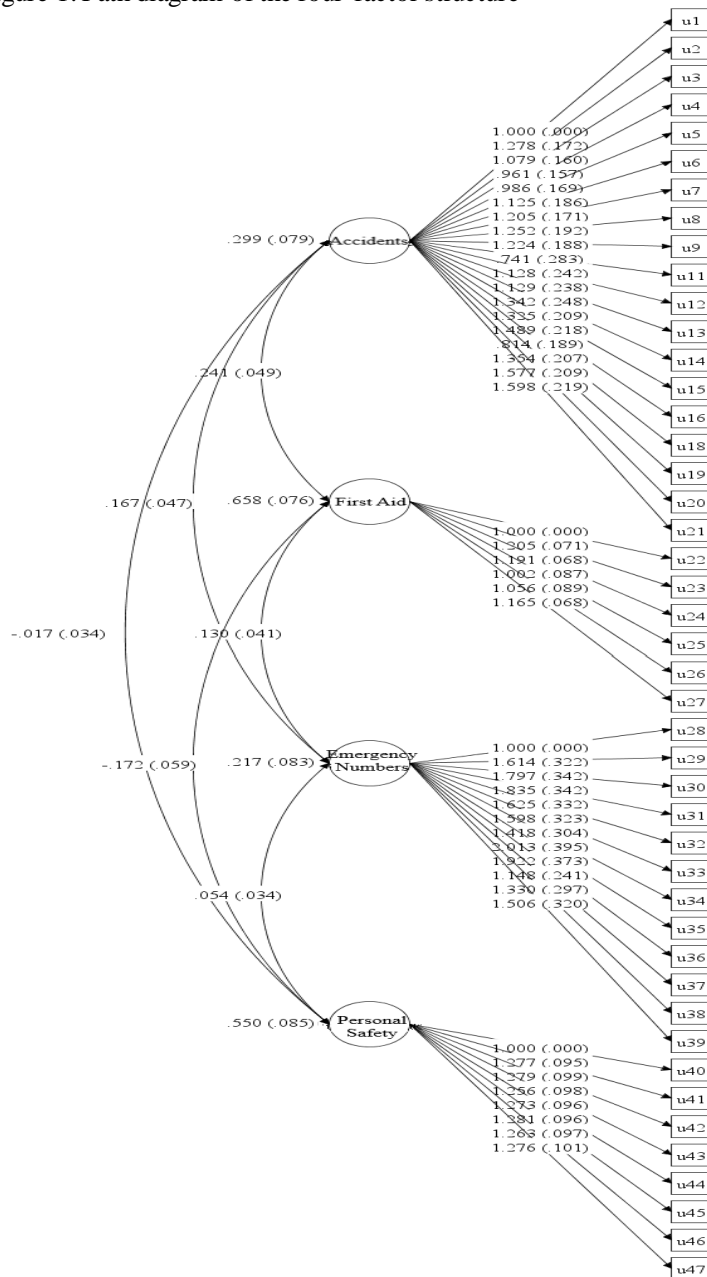 Figure 1. Path diagram of the four-factor structure
u1
u2
u3
u4
u5
u6
u7
u8
u9
u11
u12
u13
u14
u15
u16
u18
u19
u20
u21
1.000 (.000)
1.278 (.172)
1.079 (.160)
.961 (.157)
.986 (.169)
1.125 (.186)
1.205 (.171)
1.252 (.192)
1.224 (.188)
.741 (.283)
1.128 (.242)
1.129 (.238)
1.342 (.248)
1.325 (.209)
1.489 (.218)
.814 (.189)
1.354 (.207)
1.577 (.209)
1.598 (.219)
.299 (.079)
Accidents
.241 (.049)
.167 (.047)
.658 (.076)
First Aid
1.000 (.000)
1.205 (.071)
1.191 (.068)
1.002 (.087)
1.056 (.089)
1.165 (.068)
u22
u23
u24
u25
u26
u27
-.017 (.034)
.130 (.041)
-.172 (.059)
.217 (.083)
Emergency
Numbers
1.000 (.000)
1.614 (.322)
1.797 (.342)
1.835 (.342)
1.625 (.332)
1.598 (.323)
1.418 (.304)
2.013 (.395)
1.922 (.373)
1.148 (.241)
1.330 (.297)
1.506 (.320)
u28
u29
u30
u31
u32
u33
u34
u35
u36
u37
u38
u39
.054 (.034)
.550 (.085)
Personal
Safety
1.000 (.000)
1.277 (.095)
1.279 (.099)
1.256 (.098)
1.273 (.096)
1.281 (.096)
1.263 (.097)
1.276 (.101)
u40
u41
u42
u43
u44
u45
u46
u47